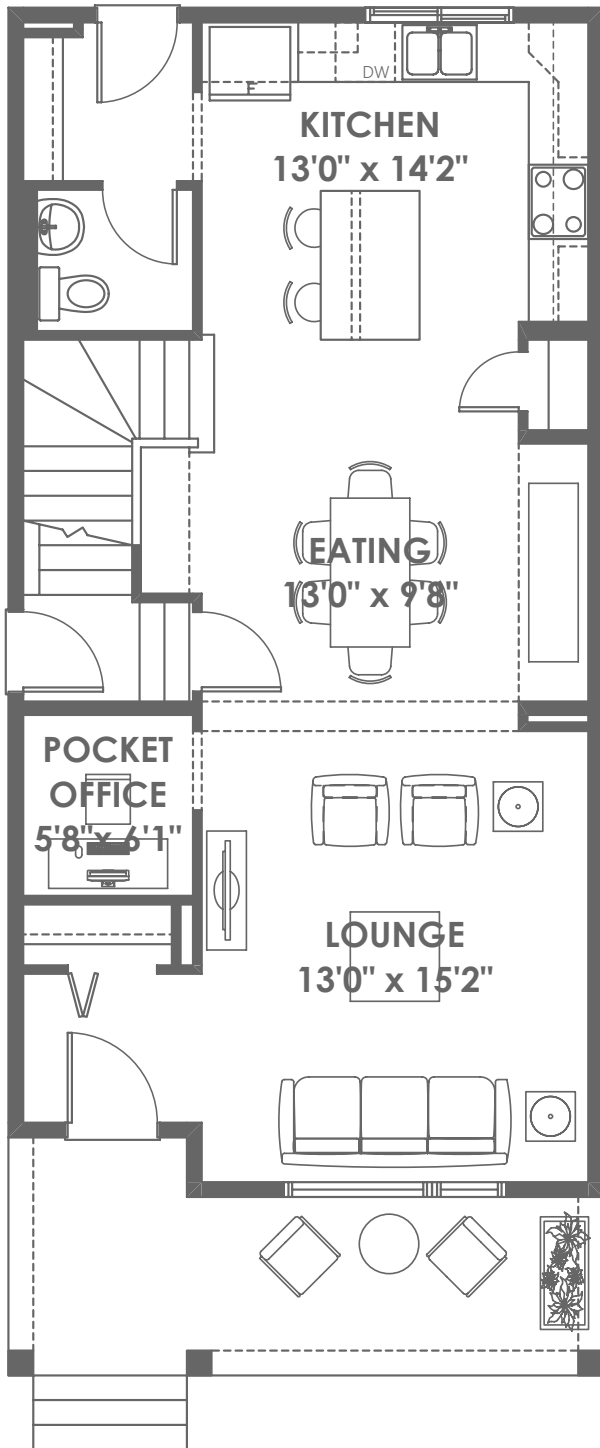 DW
F
KITCHEN
13'0" x 14'2"
EATING
13'0" x 9'8"
POCKET
OFFICE
5'8"x 6'1"
LOUNGE
13'0" x 15'2"